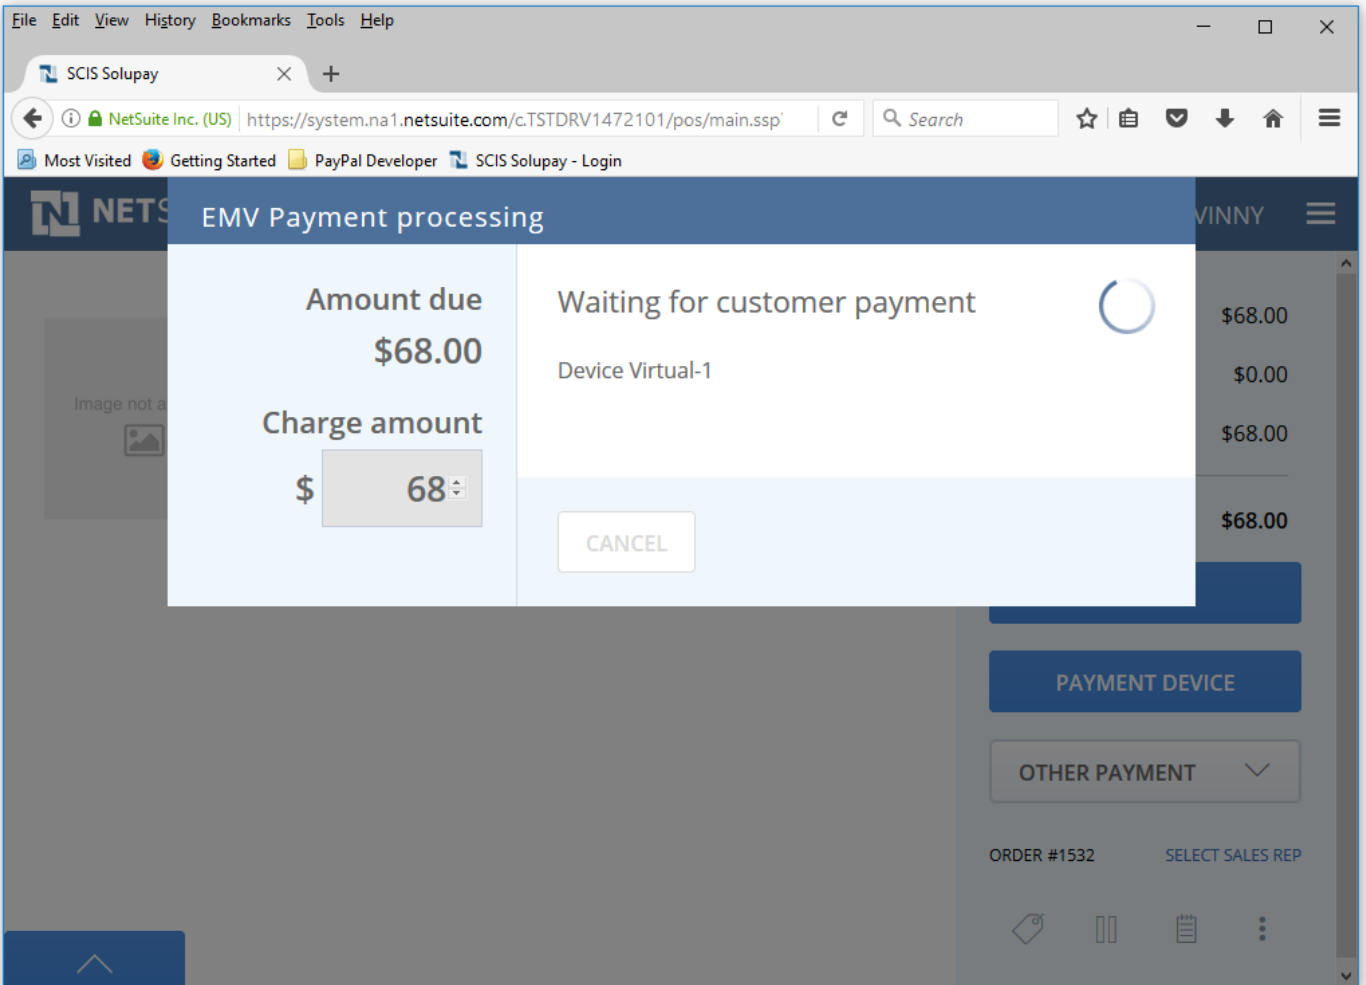 File Edit View History Bookmarks Tools Help
SCIS Solupay
NetSuite Inc. (US) https://system.na1.netsuite.com/c.TSTDRV1472101/pos/main.ssp Search
Most Visited Getting Started PayPal Developer SCIS Solupay - Login
N NETS EMV Payment processing VINNY
Amount due
$68.00
Charge amount
$ 68
Waiting for customer payment
Device Virtual-1
CANCEL
Image not a
$68.00
$0.00
$68.00
$68.00
PAYMENT DEVICE
OTHER PAYMENT
ORDER #1532 SELECT SALES REP